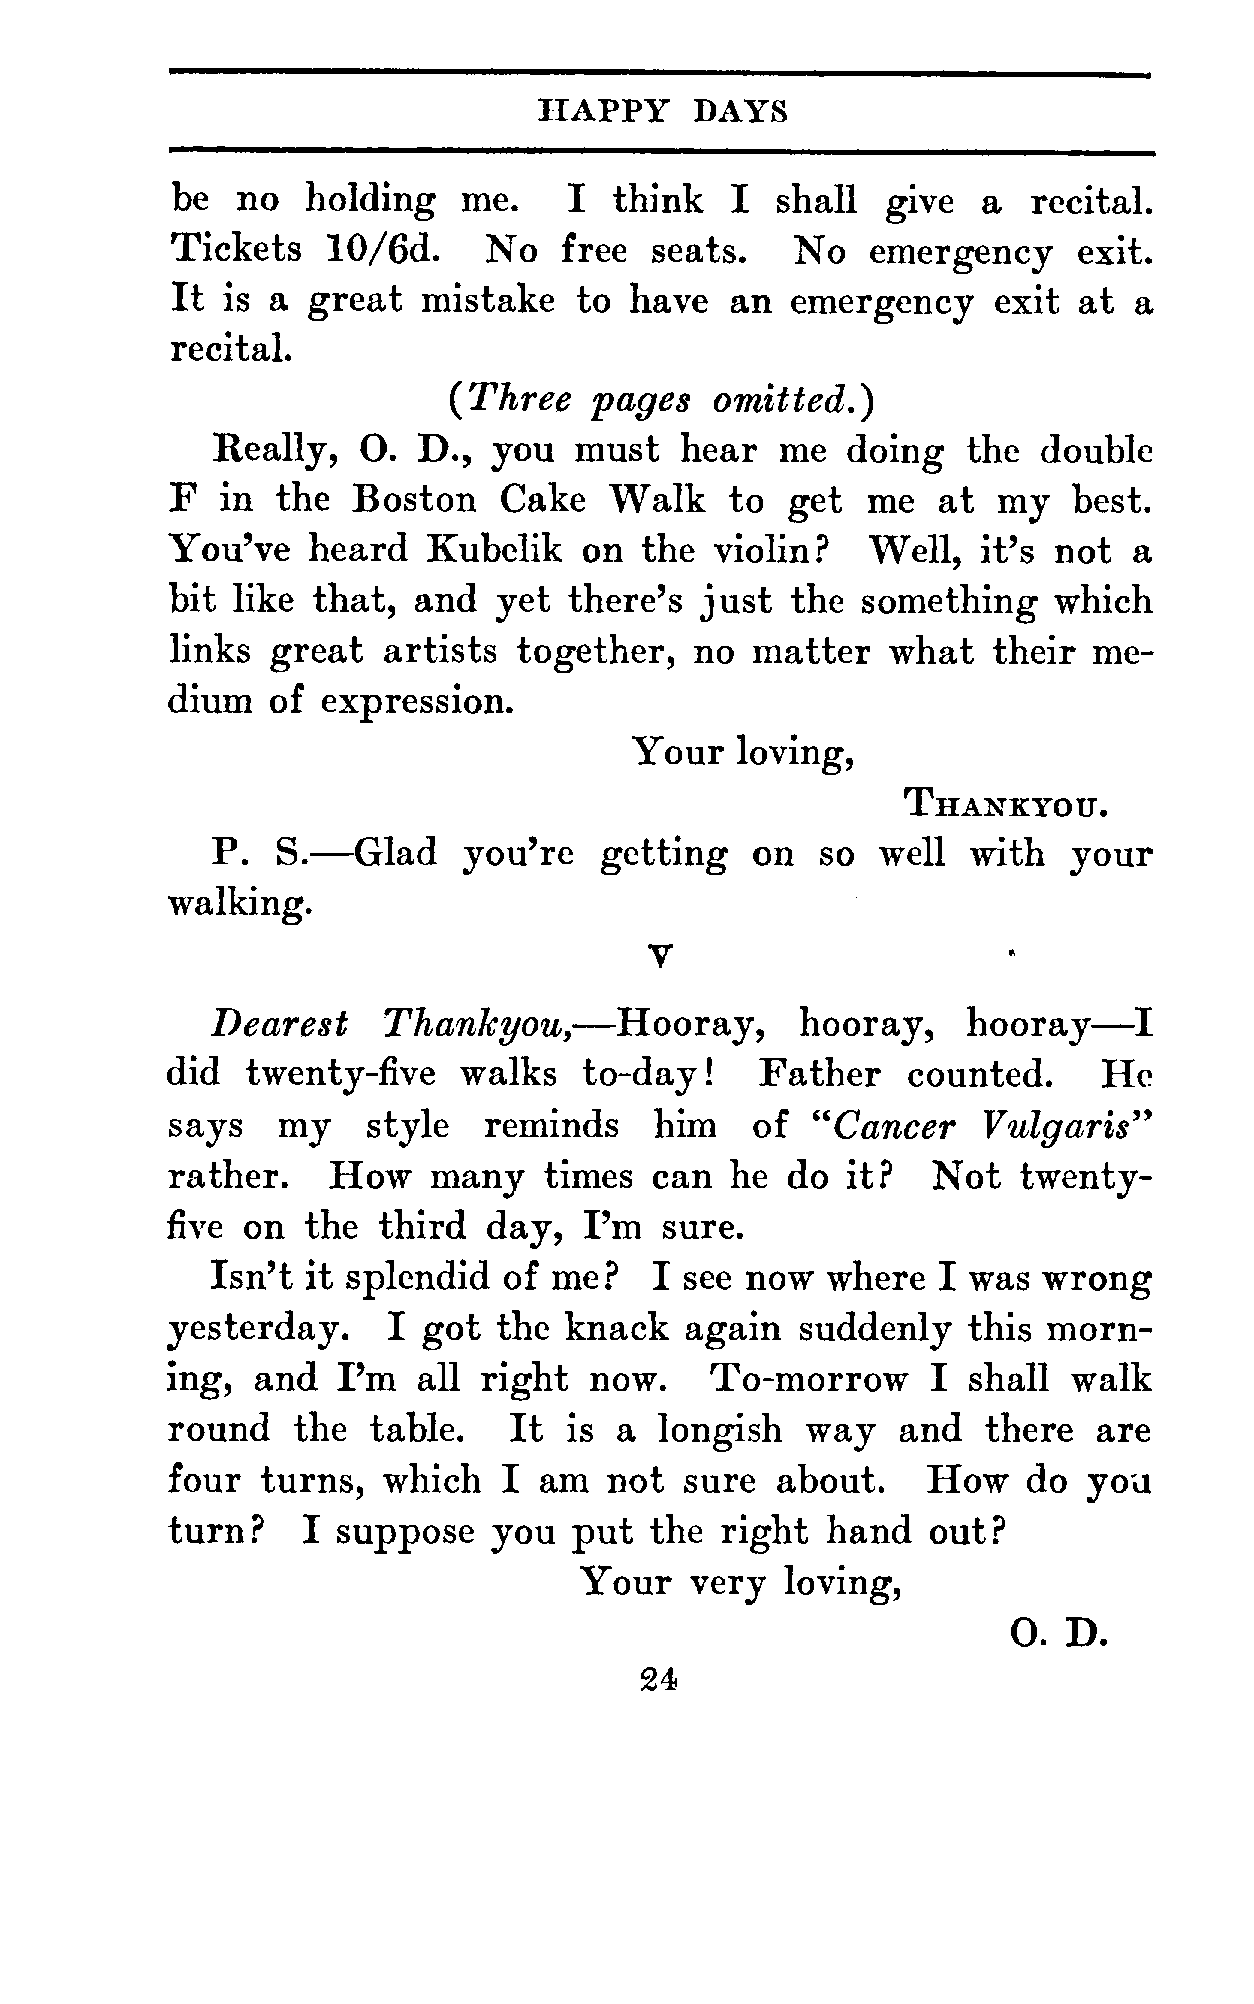 HAPPY DAYS
be no holding me. I think I shall give a recital.
Tickets 10/6d. No free seats. No emergency exit.
It is a great mistake to have an emergency exit at a
recital.
(Three pages omitted.)
Really, O. D., you must hear me doing the double
F in the Boston Cake Walk to get me at my best.
You've heard Kubelik on the violin? Well, it's not a
bit like that, and yet there's just the something which
links great artists together, no matter what their me-
dium of expression.
Your loving,
THANKYOU.
P. S.—Glad you're getting on so well with your
walking.
V
Dearest Thankyou,—Hooray, hooray, hooray—I
did twenty-five walks to-day! Father counted. He
says my style reminds him of "Cancer Vulgaris"
rather. How many times can he do it? Not twenty-
five on the third day, I'm sure.
Isn't it splendid of me? I see now where I was wrong
yesterday. I got the knack again suddenly this morn-
ing, and I'm all right now. To-morrow I shall walk
round the table. It is a longish way and there are
four turns, which I am not sure about. How do you
turn? I suppose you put the right hand out?
Your very loving,
O. D.
24